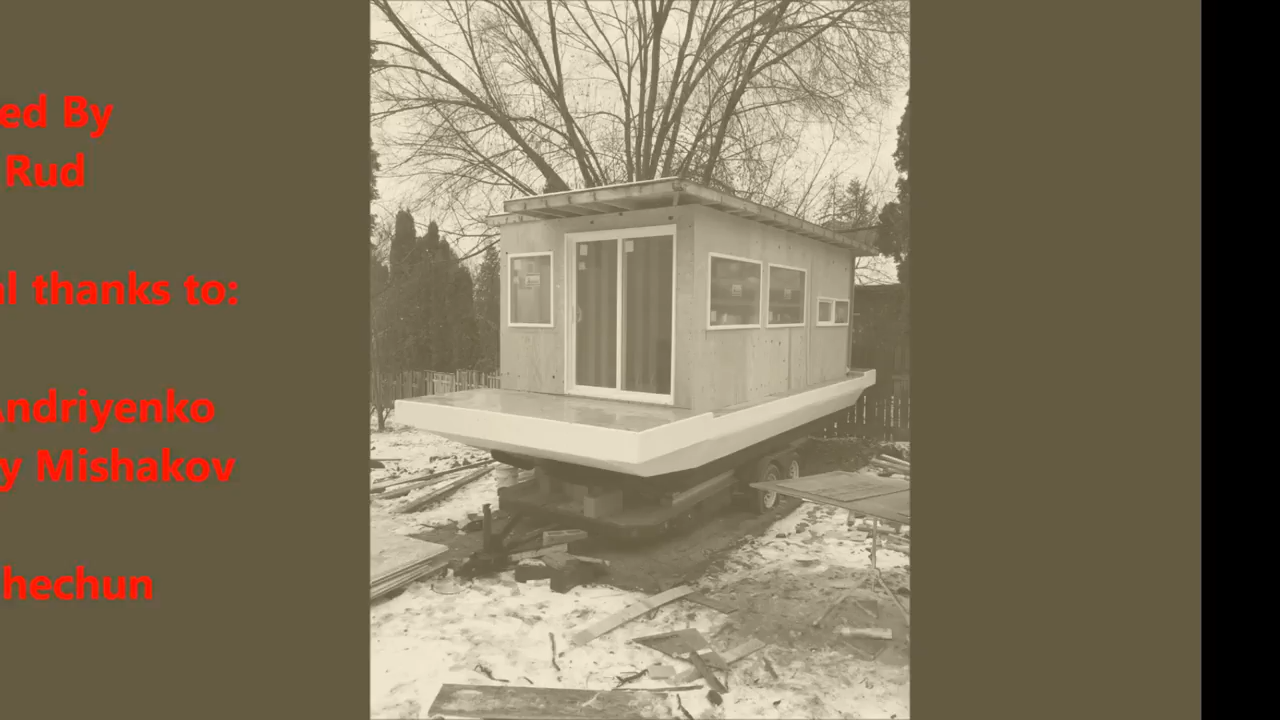 ed By
Rud
l thanks to:
Andriyenko
y Mishakov
hechun